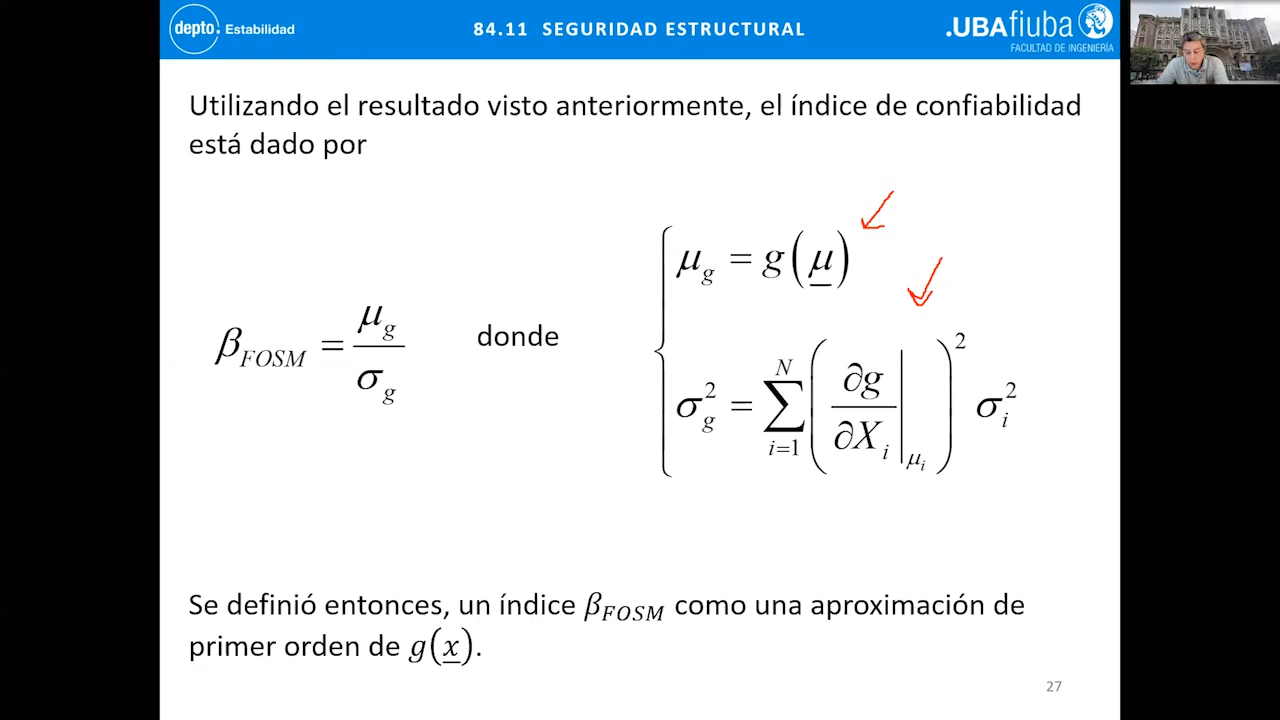 depto. Estabilidad
84.11 SEGURIDAD ESTRUCTURAL
.UBAfiuba
FACULTAD DE INGENIERÍA
Utilizando el resultado visto anteriormente, el índice de confiabilidad
está dado por
β_FOSM = μ_g / σ_g
donde
μ_g = g(μ)
σ_g^2 = ∑_{i=1}^{N} (∂g/∂X_i |_{μ_i})^2 σ_i^2
Se definió entonces, un índice β_FOSM como una aproximación de
primer orden de g(x).
27